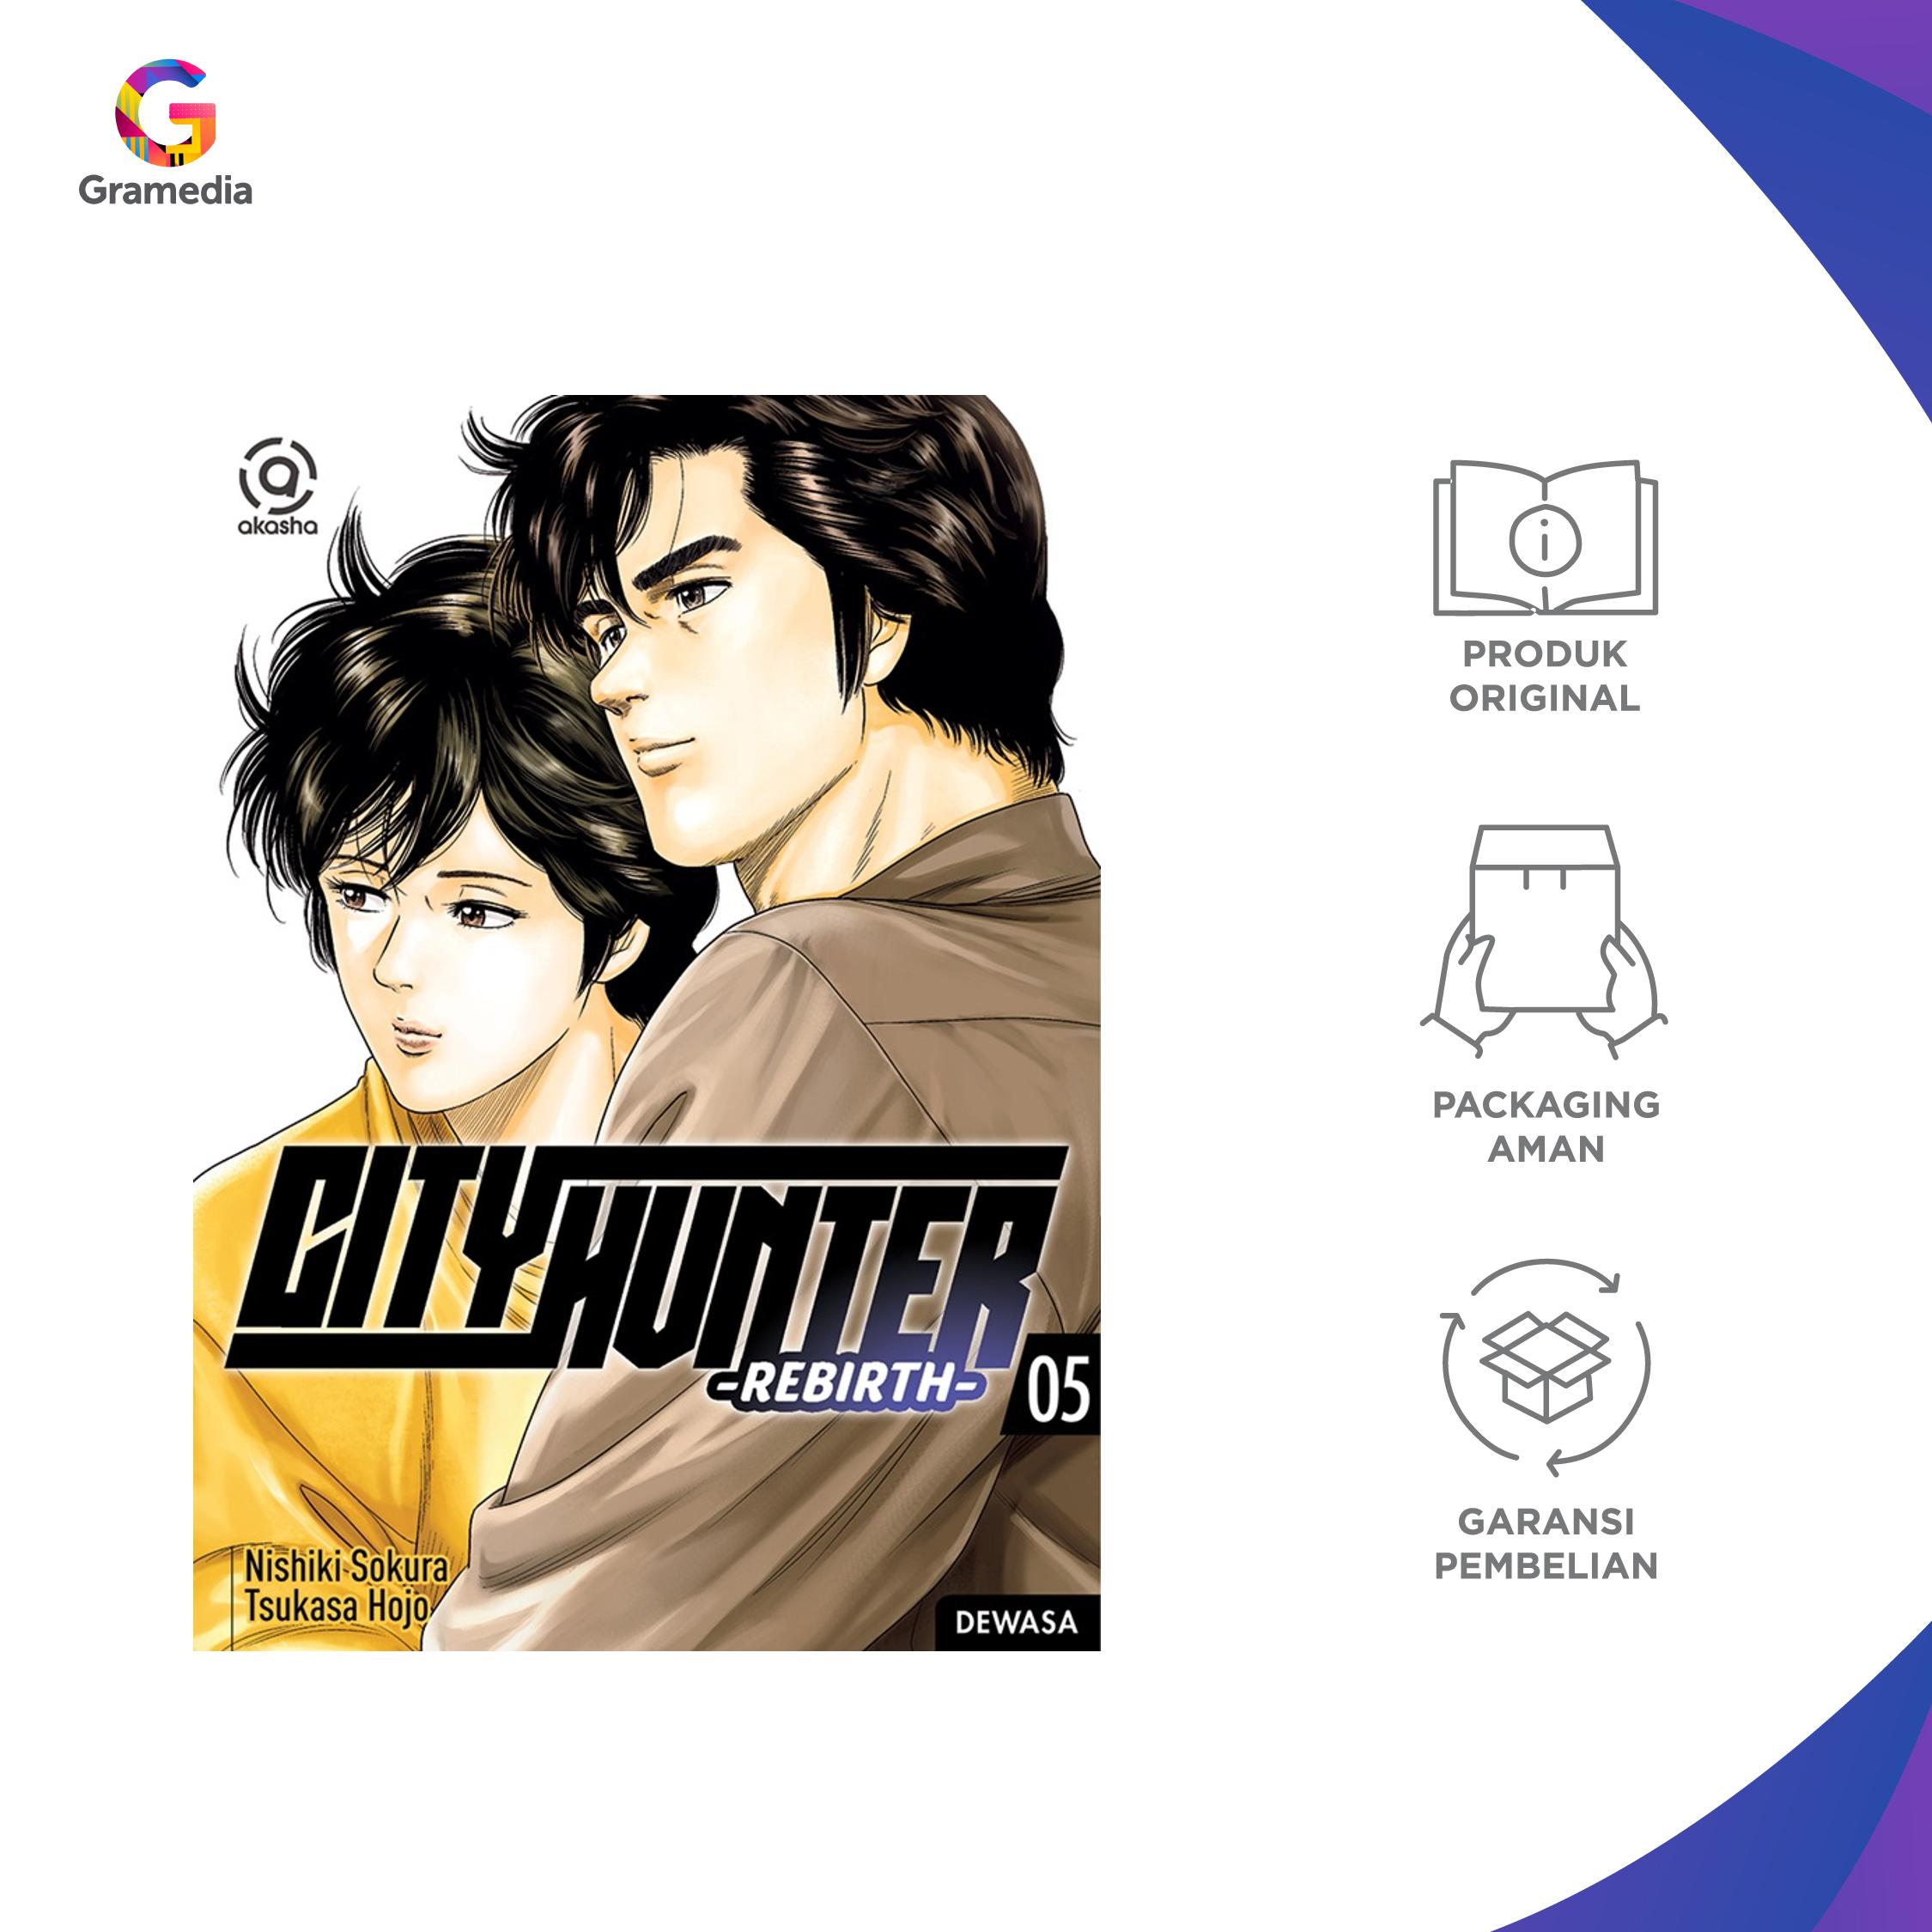 Gramedia
akasha
CITY HUNTER
-REBIRTH-
05
Nishiki Sokura
Tsukasa Hojo
DEWASA
PRODUK
ORIGINAL
PACKAGING
AMAN
GARANSI
PEMBELIAN